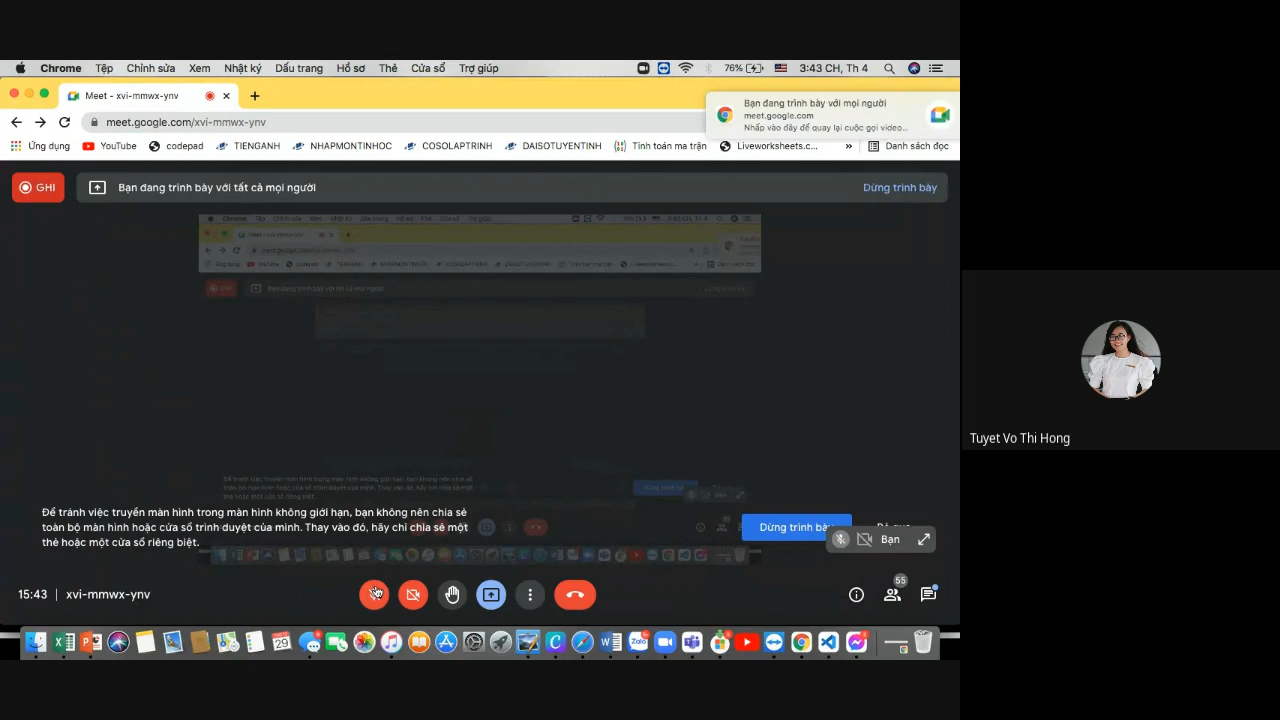 Chrome Tệp Chỉnh sửa Xem Nhật ký Dấu trang Hồ sơ Thẻ Cửa sổ Trợ giúp 76% 3:43 CH, Th 4
Meet - xvi-mmwx-ynv
meet.google.com/xvi-mmwx-ynv
Bạn đang trình bày với mọi người
meet.google.com
Nhấp vào đây để quay lại cuộc gọi video...
Ứng dụng YouTube codepad TIENGANH NHAPMONTINHOC COSOLAPTRINH DAISOTUYENTINH Tính toán ma trận Liveworksheets.c... » Danh sách đọc
GHI Bạn đang trình bày với tất cả mọi người Dừng trình bày
Để tránh việc truyền màn hình trong màn hình không giới hạn, bạn không nên chia sẻ
toàn bộ màn hình hoặc cửa sổ trình duyệt của mình. Thay vào đó, hãy chỉ chia sẻ một
thẻ hoặc một cửa sổ riêng biệt.
Dừng trình bày
Bạn
15:43 | xvi-mmwx-ynv
55
29
Zalo
Tuyet Vo Thi Hong